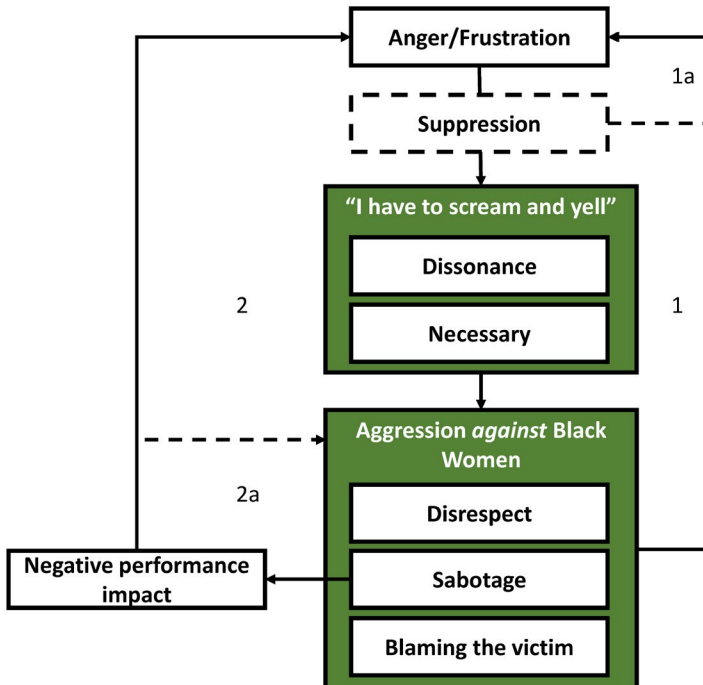 Anger/Frustration
1a
Suppression
“I have to scream and yell”
Dissonance
2
1
Necessary
Aggression against Black
Women
2a
Disrespect
Negative performance
impact
Sabotage
Blaming the victim